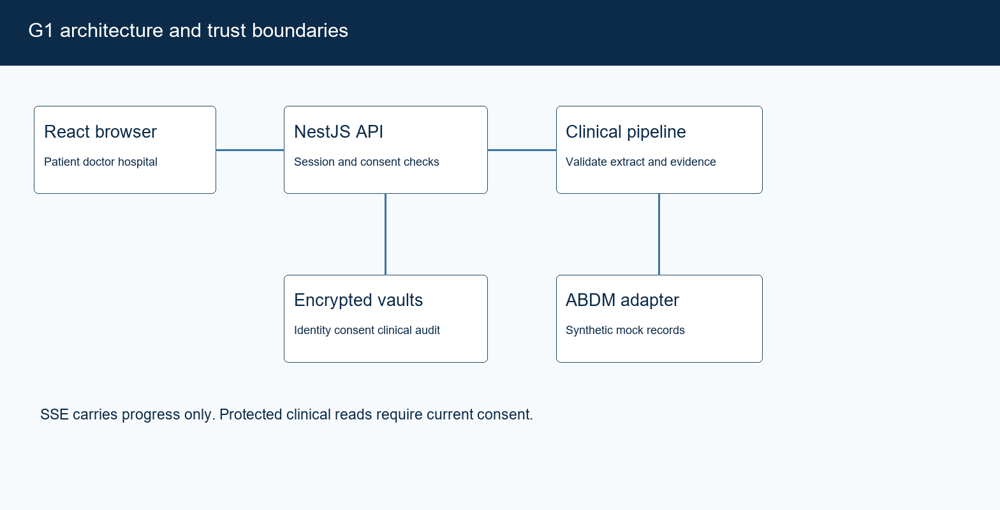 G1 architecture and trust boundaries
React browser
Patient doctor hospital
NestJS API
Session and consent checks
Clinical pipeline
Validate extract and evidence
Encrypted vaults
Identity consent clinical audit
ABDM adapter
Synthetic mock records
SSE carries progress only. Protected clinical reads require current consent.